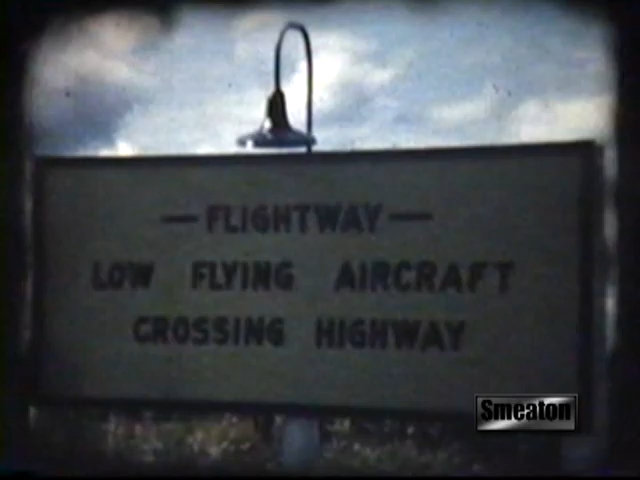 — FLIGHTWAY —
LOW FLYING AIRCRAFT
CROSSING HIGHWAY
Smeaton